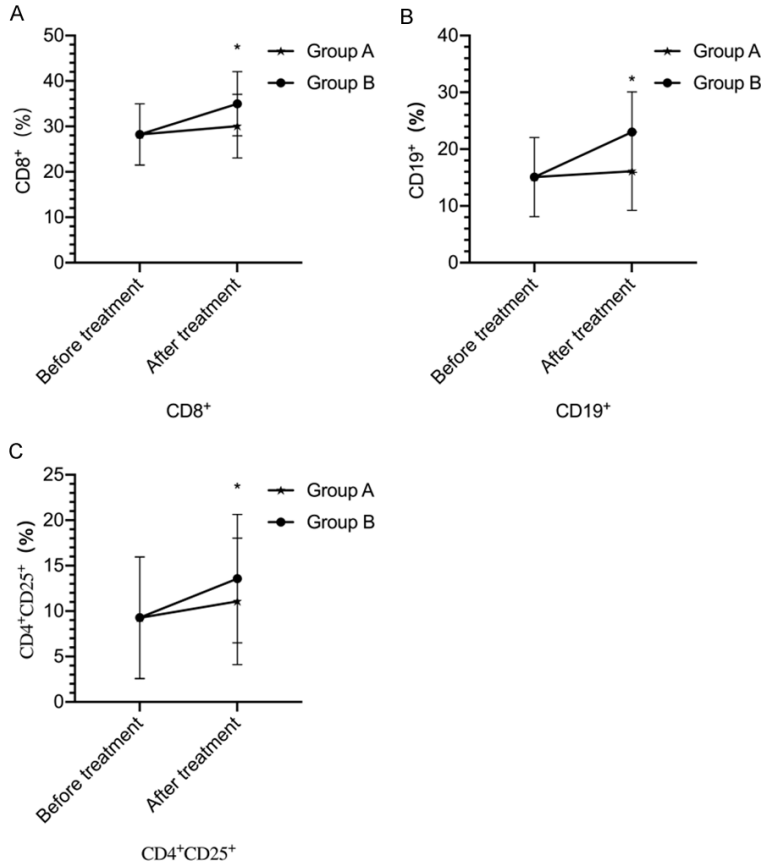 A
50
40
30
20
10
0
CD8⁺ (%)
*
Group A
Group B
Before treatment
After treatment
CD8⁺
B
40
30
20
10
0
CD19⁺ (%)
*
Group A
Group B
Before treatment
After treatment
CD19⁺
C
25
20
15
10
5
0
CD4⁺CD25⁺ (%)
*
Group A
Group B
Before treatment
After treatment
CD4⁺CD25⁺